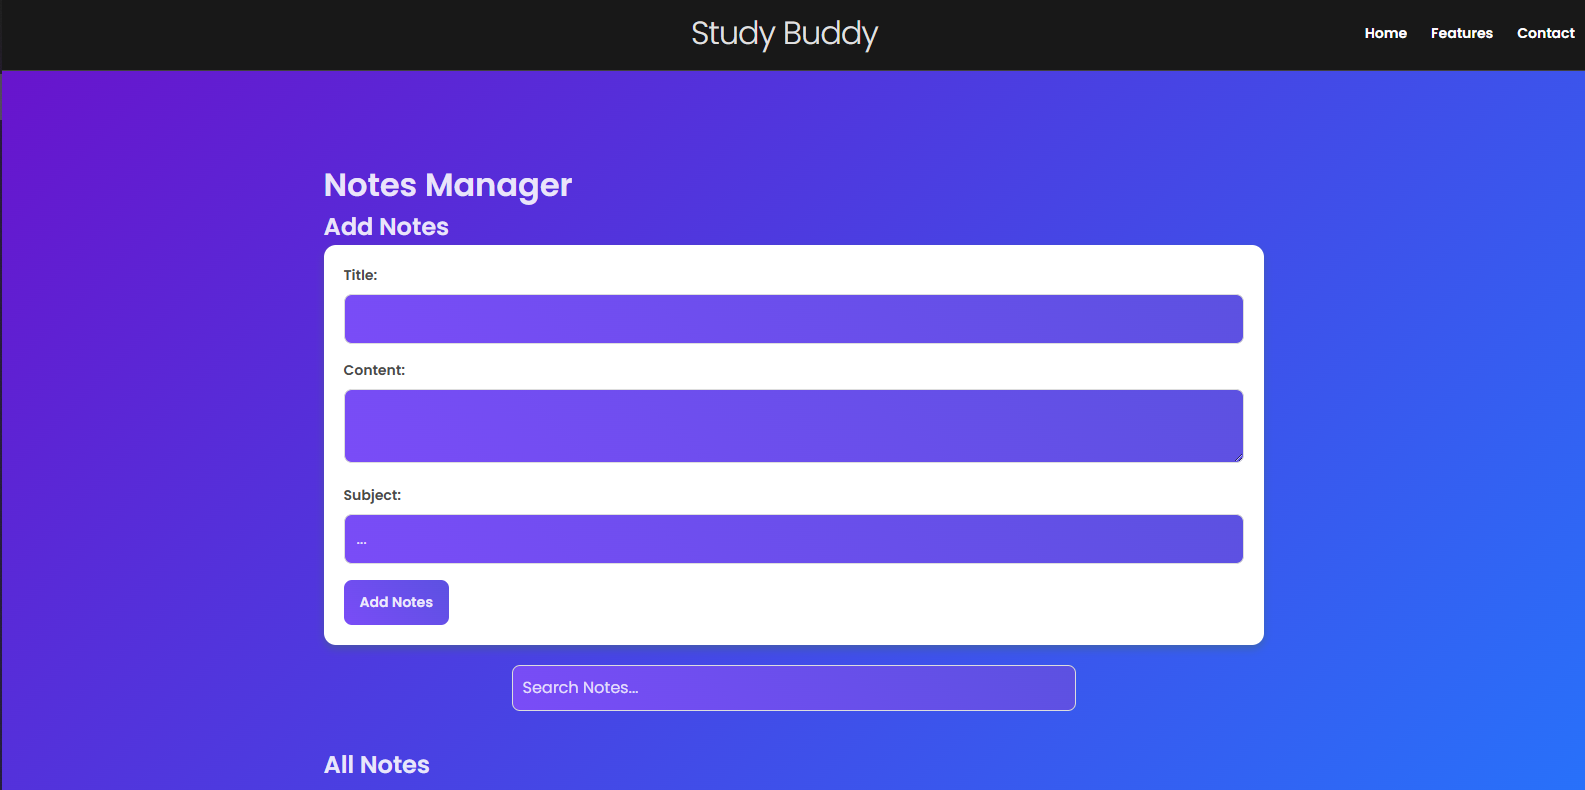 Study Buddy
Home Features Contact
Notes Manager
Add Notes
Title:
Content:
Subject:
...
Add Notes
Search Notes...
All Notes